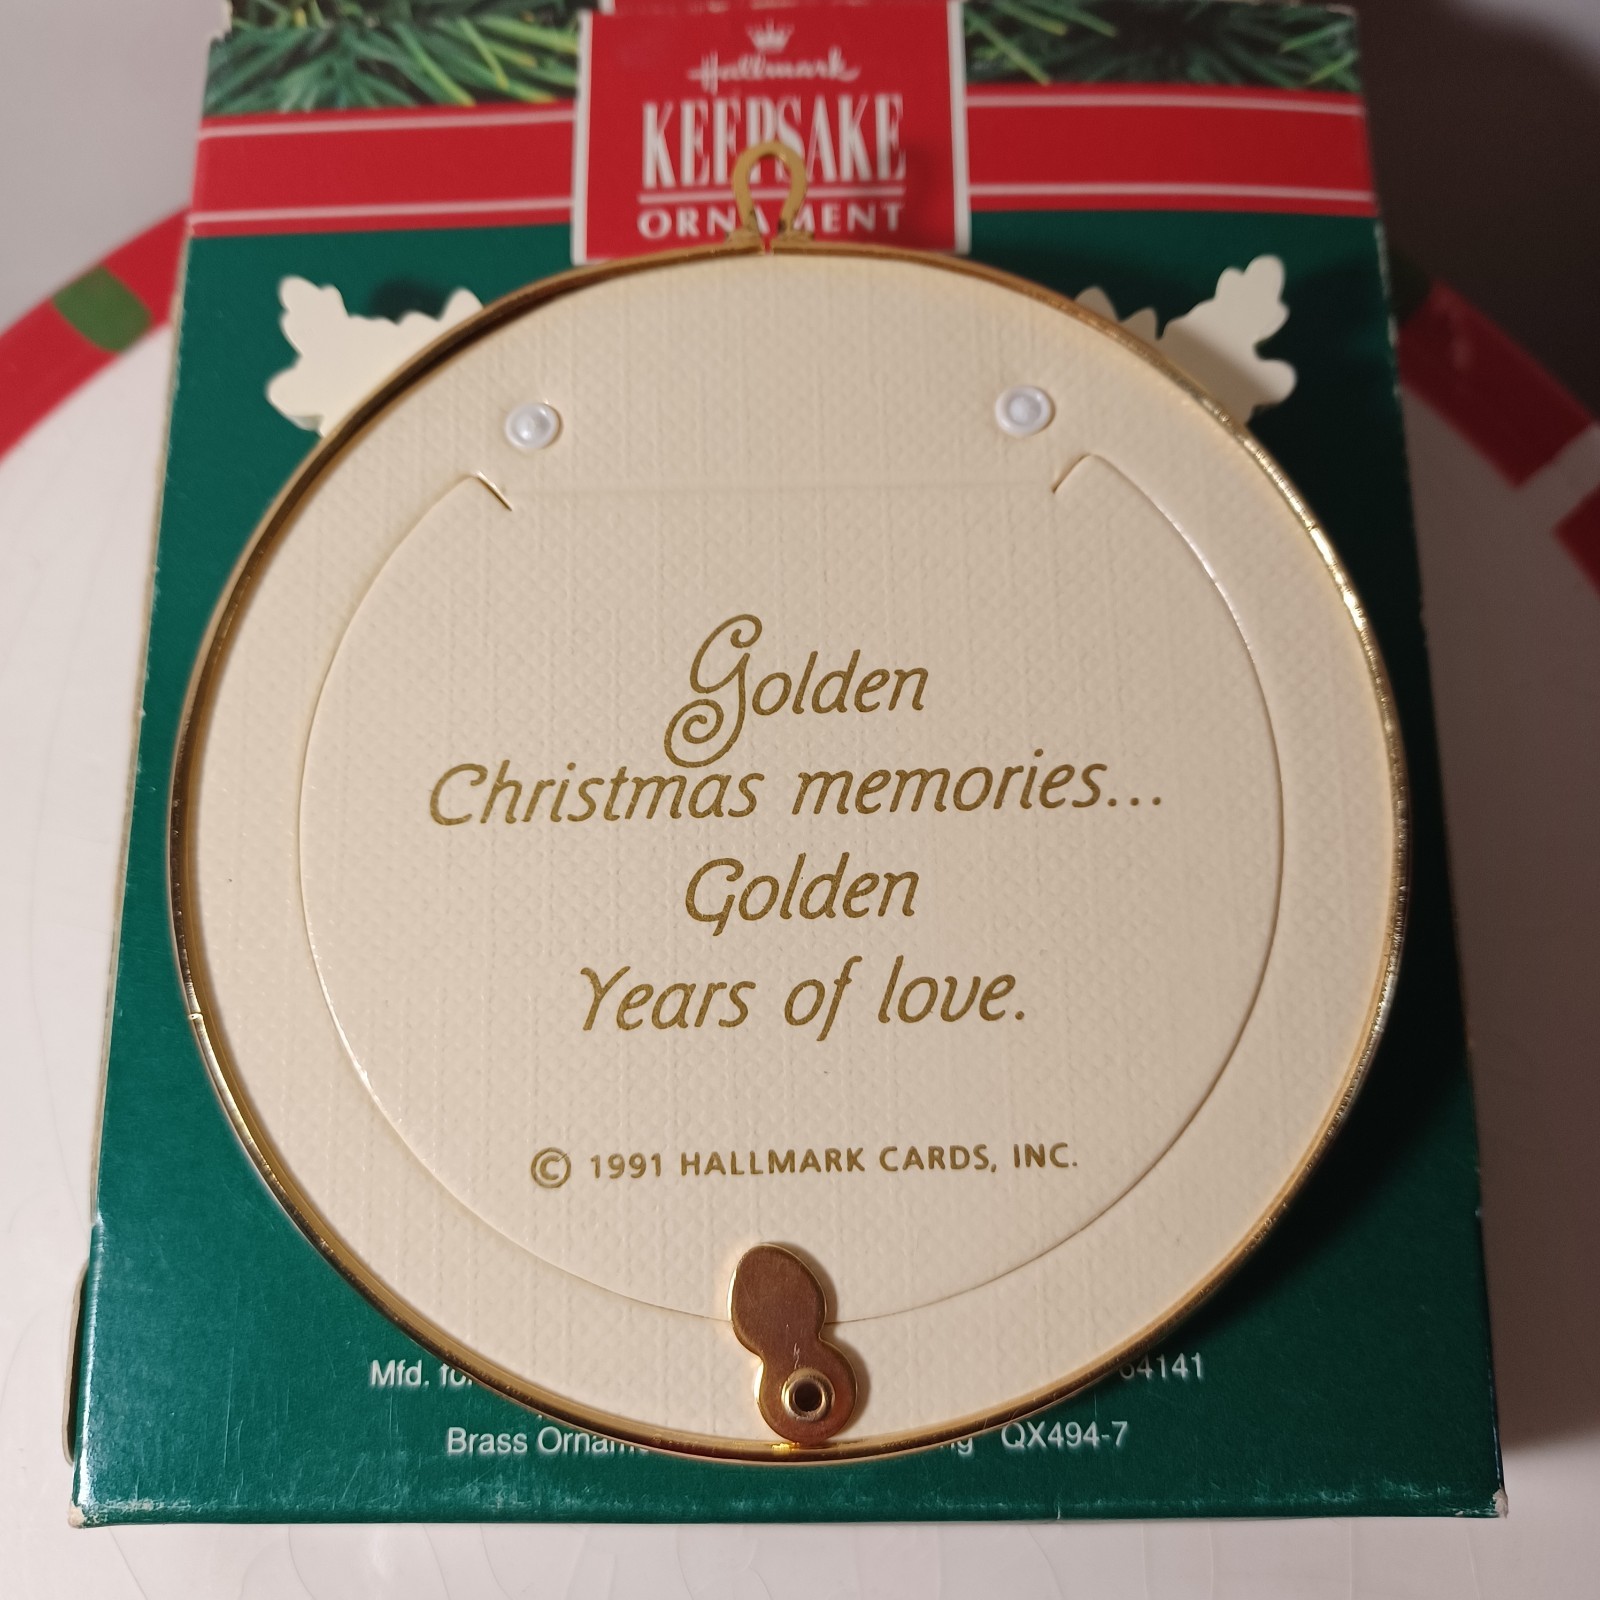 Hallmark
KEEPSAKE
ORNAMENT
Golden
Christmas memories...
Golden
Years of love.
© 1991 HALLMARK CARDS, INC.
Mfd. 64141
Brass QX494-7